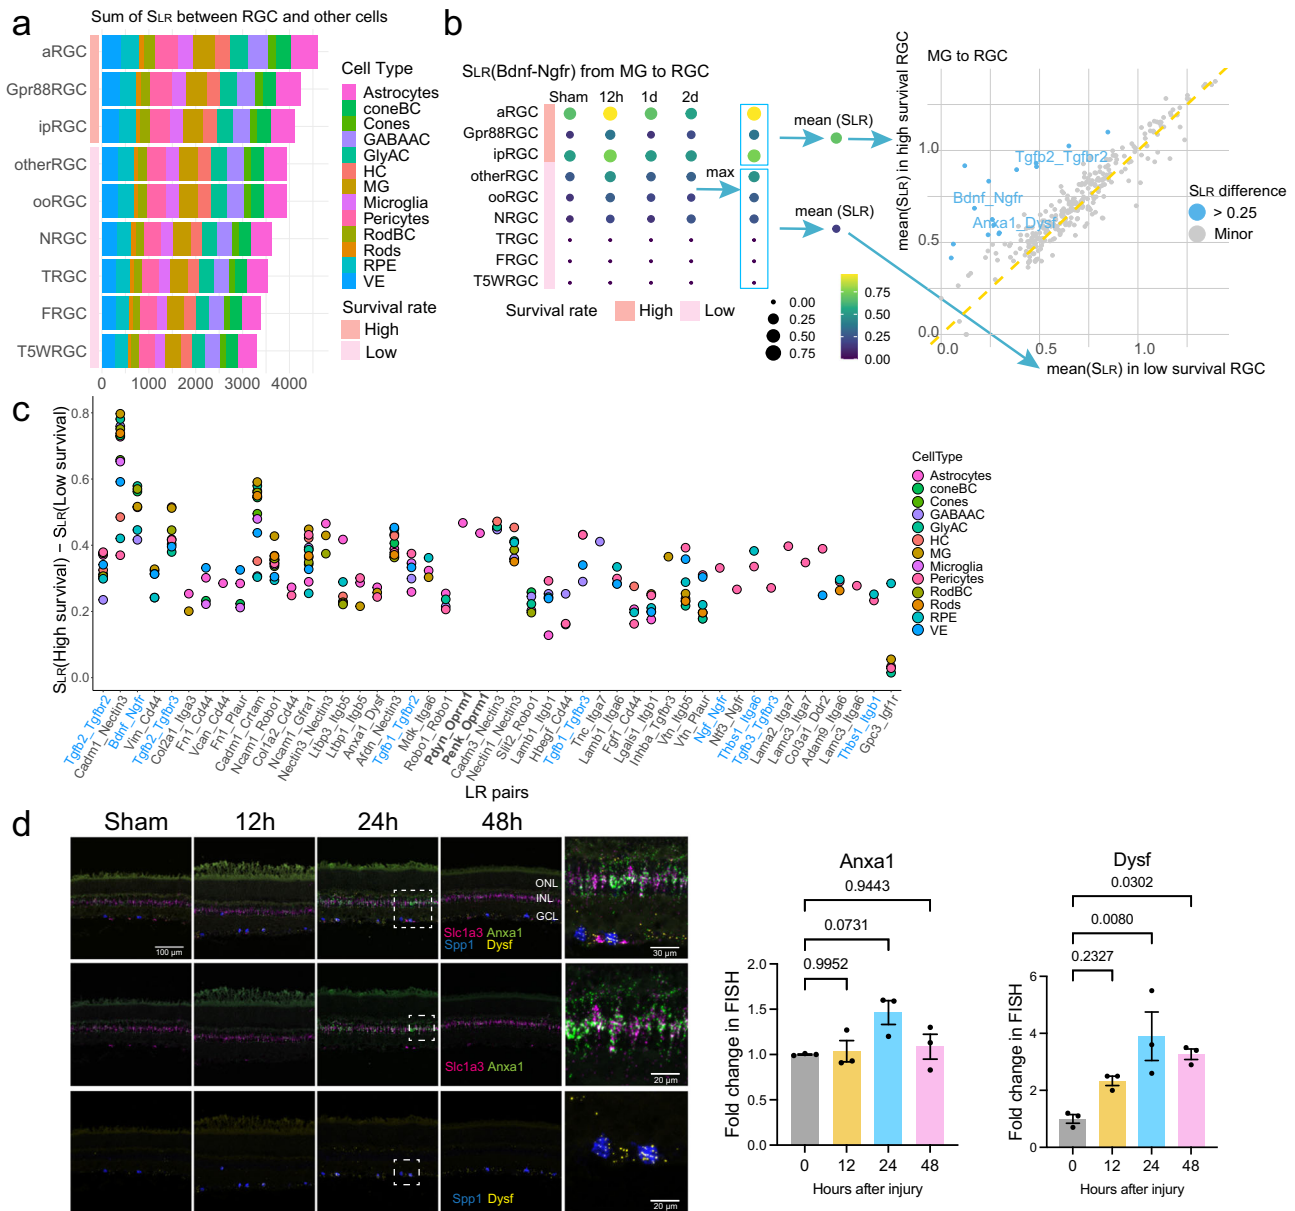 a
Sum of SLR between RGC and other cells
aRGC
Gpr88RGC
ipRGC
otherRGC
ooRGC
NRGC
TRGC
FRGC
T5WRGC
0 1000 2000 3000 4000
Cell Type
Astrocytes
coneBC
Cones
GABAAC
GlyAC
HC
MG
Microglia
Pericytes
RodBC
Rods
RPE
VE
Survival rate
High
Low
b
SLR(Bdnf-Ngfr) from MG to RGC
Sham 12h 1d 2d
aRGC
Gpr88RGC
ipRGC
otherRGC
ooRGC
NRGC
TRGC
FRGC
T5WRGC
max
mean (SLR)
mean (SLR)
Survival rate High Low
0.00
0.25
0.50
0.75
0.75
0.50
0.25
0.00
MG to RGC
mean(SLR) in high survival RGC
1.0
0.5
0.0
Tgfb2_Tgfbr2
Bdnf_Ngfr
Anxa1_Dysf
0.0 0.5 1.0
mean(SLR) in low survival RGC
SLR difference
> 0.25
Minor
c
SLR(High survival) – SLR(Low survival)
0.8
0.6
0.4
0.2
0.0
Tgfb2_Tgfbr2
Cadm1_Nectin3
Bdnf_Ngfr
Vim_Cd44
Tgfb2_Tgfbr3
Col2a1_Itga3
Fn1_Cd44
Vcan_Cd44
Fn1_Plaur
Cadm1_Crtam
Ncam1_Robo1
Col1a2_Cd44
Ncam1_Gfra1
Nectin3_Nectin3
Ltbp3_Itgb5
Ltbp1_Itgb5
Anxa1_Dysf
Afdn_Nectin3
Tgfb1_Tgfbr2
Mdk_Itga6
Robo1_Robo1
Pdyn_Oprm1
Penk_Oprm1
Cadm3_Nectin3
Nectin1_Nectin3
Slit2_Robo1
Lamb1_Itgb1
Hbegf_Cd44
Tgfb1_Tgfbr3
Tnc_Itga7
Lamb1_Itga6
Fgf1_Cd44
Lgals1_Itgb1
Inhba_Tgfbr3
Vtn_Itgb5
Vtn_Plaur
Ngf_Ngfr
Ntf3_Ngfr
Thbs1_Itga6
Tgfb3_Tgfbr3
Lama2_Itga7
Lamc3_Itga7
Col3a1_Ddr2
Adam9_Itga6
Lamc3_Itga6
Thbs1_Itgb1
Gpc3_Igf1r
LR pairs
CellType
Astrocytes
coneBC
Cones
GABAAC
GlyAC
HC
MG
Microglia
Pericytes
RodBC
Rods
RPE
VE
d
Sham 12h 24h 48h
ONL
INL
GCL
Slc1a3 Anxa1
Spp1 Dysf
100 µm
30 µm
Slc1a3 Anxa1
20 µm
Spp1 Dysf
20 µm
Anxa1
0.9443
0.0731
0.9952
Fold change in FISH
2.0
1.5
1.0
0.5
0.0
0 12 24 48
Hours after injury
Dysf
0.0302
0.0080
0.2327
Fold change in FISH
6
4
2
0
0 12 24 48
Hours after injury